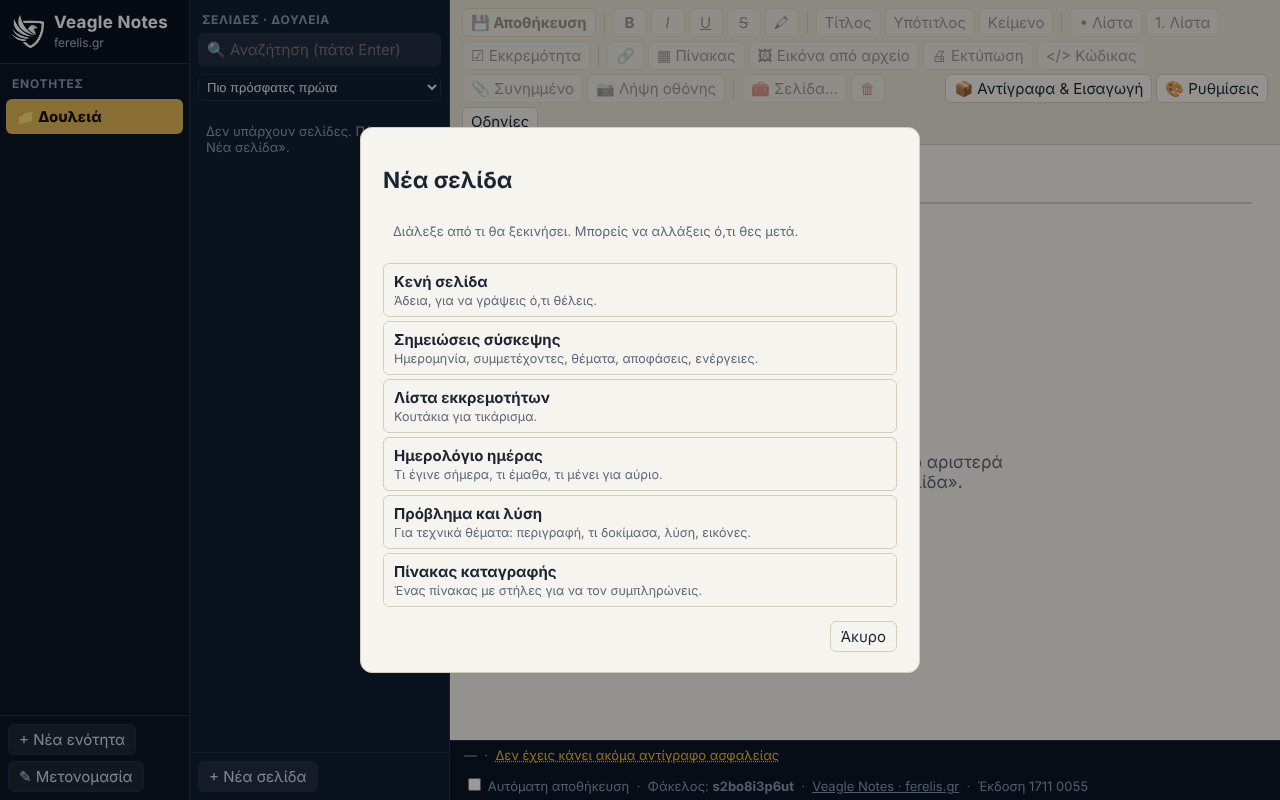 Veagle Notes
ferelis.gr
ΕΝΟΤΗΤΕΣ
Δουλειά
+ Νέα ενότητα
✎ Μετονομασία
ΣΕΛΙΔΕΣ · ΔΟΥΛΕΙΑ
Αναζήτηση (πάτα Enter)
Πιο πρόσφατες πρώτα
Δεν υπάρχουν σελίδες.
Νέα σελίδα».
+ Νέα σελίδα
Αποθήκευση B I U S Τίτλος Υπότιτλος Κείμενο • Λίστα 1. Λίστα
☑ Εκκρεμότητα Πίνακας Εικόνα από αρχείο Εκτύπωση </> Κώδικας
Συνημμένο Λήψη οθόνης Σελίδα... Αντίγραφα & Εισαγωγή Ρυθμίσεις
Οδηγίες
αριστερά
Νέα σελίδα
Διάλεξε από τι θα ξεκινήσει. Μπορείς να αλλάξεις ό,τι θες μετά.
Κενή σελίδα
Άδεια, για να γράψεις ό,τι θέλεις.
Σημειώσεις σύσκεψης
Ημερομηνία, συμμετέχοντες, θέματα, αποφάσεις, ενέργειες.
Λίστα εκκρεμοτήτων
Κουτάκια για τικάρισμα.
Ημερολόγιο ημέρας
Τι έγινε σήμερα, τι έμαθα, τι μένει για αύριο.
Πρόβλημα και λύση
Για τεχνικά θέματα: περιγραφή, τι δοκίμασα, λύση, εικόνες.
Πίνακας καταγραφής
Ένας πίνακας με στήλες για να τον συμπληρώνεις.
Άκυρο
— · Δεν έχεις κάνει ακόμα αντίγραφο ασφαλείας
Αυτόματη αποθήκευση · Φάκελος: s2bo8i3p6ut · Veagle Notes · ferelis.gr · Έκδοση 1711 0055